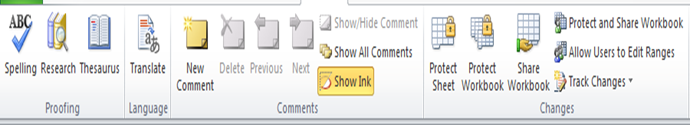 ABC
Spelling
Research
Thesaurus
Proofing
Translate
Language
New
Comment
Delete
Previous
Next
Show/Hide Comment
Show All Comments
Show Ink
Comments
Protect
Sheet
Protect
Workbook
Share
Workbook
Protect and Share Workbook
Allow Users to Edit Ranges
Track Changes
Changes